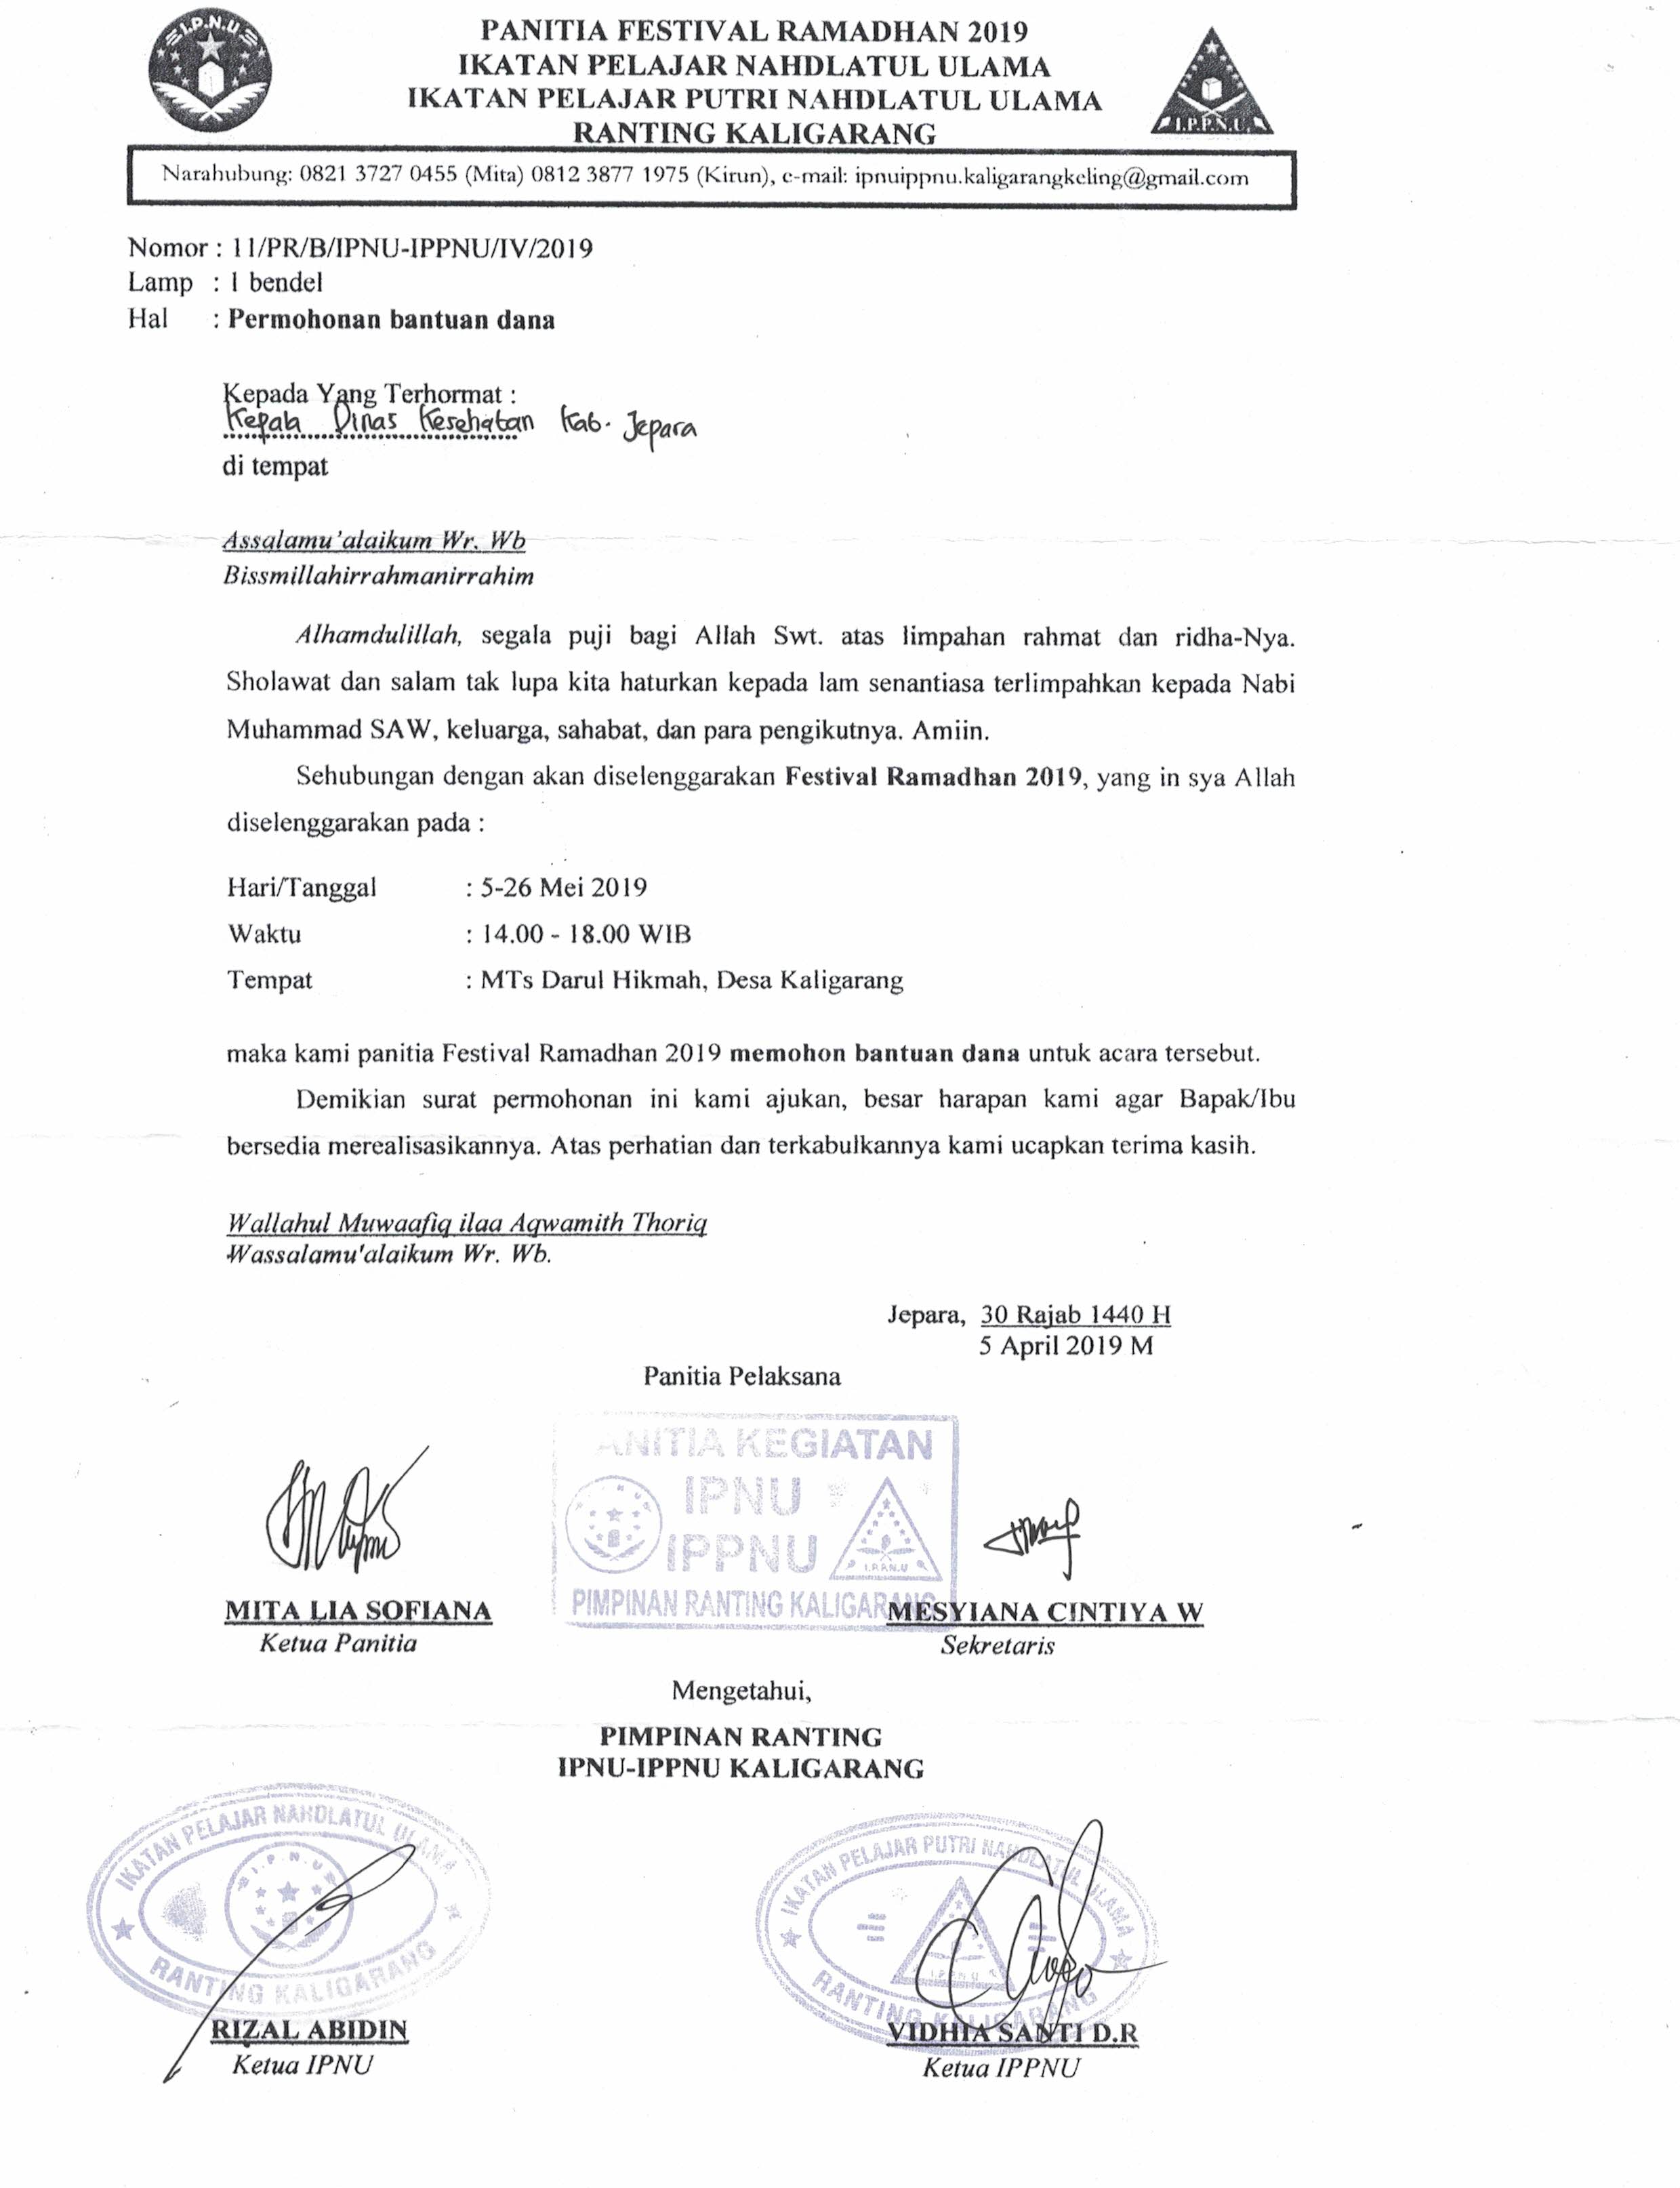 I.P.N.U
PANITIA FESTIVAL RAMADHAN 2019
IKATAN PELAJAR NAHDLATUL ULAMA
IKATAN PELAJAR PUTRI NAHDLATUL ULAMA
RANTING KALIGARANG
I.P.P.N.U.
Narahubung: 0821 3727 0455 (Mita) 0812 3877 1975 (Kirun), e-mail: ipnuippnu.kaligarangkeling@gmail.com
Nomor : 11/PR/B/IPNU-IPPNU/IV/2019
Lamp : 1 bendel
Hal : Permohonan bantuan dana
Kepada Yang Terhormat :
Kepala Dinas Kesehatan Kab. Jepara
di tempat
Assalamu'alaikum Wr. Wb
Bissmillahirrahmanirrahim
Alhamdulillah, segala puji bagi Allah Swt. atas limpahan rahmat dan ridha-Nya.
Sholawat dan salam tak lupa kita haturkan kepada lam senantiasa terlimpahkan kepada Nabi
Muhammad SAW, keluarga, sahabat, dan para pengikutnya. Amiin.
Sehubungan dengan akan diselenggarakan Festival Ramadhan 2019, yang in sya Allah
diselenggarakan pada :
Hari/Tanggal : 5-26 Mei 2019
Waktu : 14.00 - 18.00 WIB
Tempat : MTs Darul Hikmah, Desa Kaligarang
maka kami panitia Festival Ramadhan 2019 memohon bantuan dana untuk acara tersebut.
Demikian surat permohonan ini kami ajukan, besar harapan kami agar Bapak/Ibu
bersedia merealisasikannya. Atas perhatian dan terkabulkannya kami ucapkan terima kasih.
Wallahul Muwaafiq ilaa Aqwamith Thoriq
Wassalamu'alaikum Wr. Wb.
Jepara, 30 Rajab 1440 H
5 April 2019 M
Panitia Pelaksana
ANITIA KEGIATAN
IPNU
IPPNU
I.P.P.N.U
PIMPINAN RANTING KALIGARANG
MITA LIA SOFIANA
Ketua Panitia
MESYIANA CINTIYA W
Sekretaris
Mengetahui,
PIMPINAN RANTING
IPNU-IPPNU KALIGARANG
IKATAN PELAJAR NAHDLATUL ULAMA
I.P.N.U
RANTING KALIGARANG
RIZAL ABIDIN
Ketua IPNU
IKATAN PELAJAR PUTRI NAHDLATUL ULAMA
IPPNU
RANTING KALIGARANG
VIDHIA SANTI D.R
Ketua IPPNU